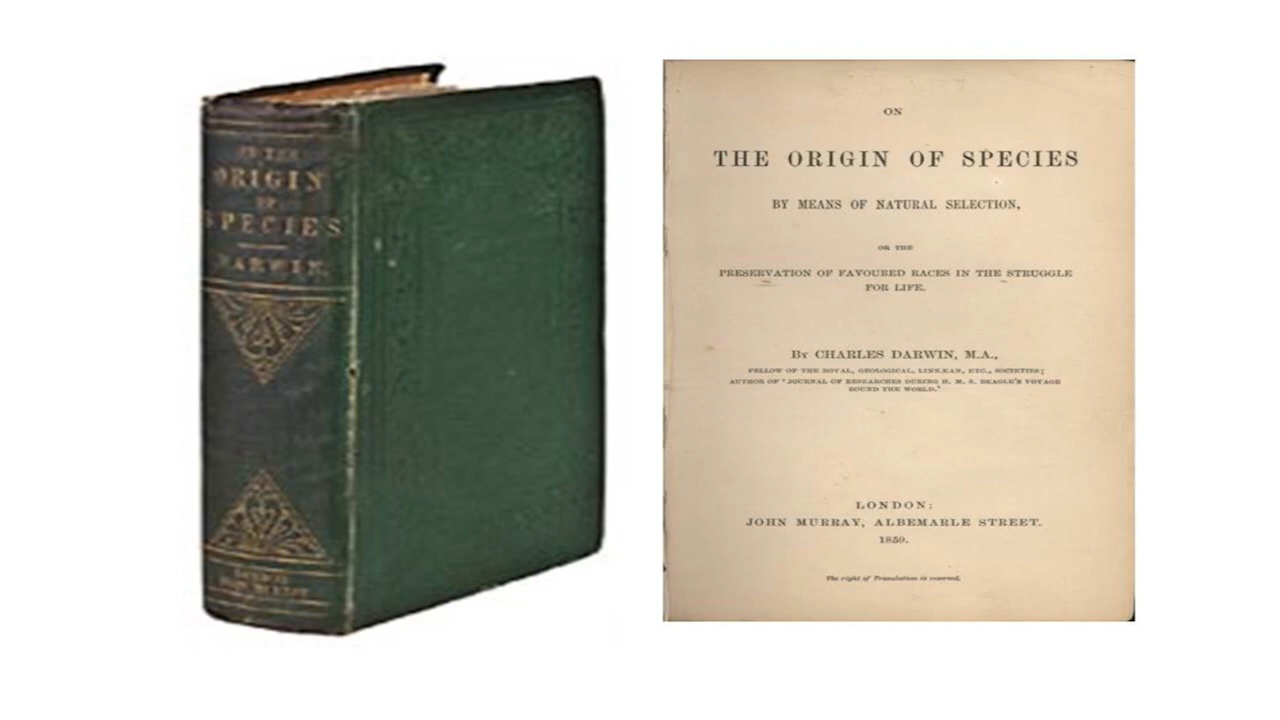 ON THE
ORIGIN
OF
SPECIES
DARWIN.
ON
THE ORIGIN OF SPECIES
BY MEANS OF NATURAL SELECTION,
OR THE
PRESERVATION OF FAVOURED RACES IN THE STRUGGLE
FOR LIFE.
By CHARLES DARWIN, M.A.,
FELLOW OF THE ROYAL, GEOLOGICAL, LINNÆAN, ETC., SOCIETIES;
AUTHOR OF 'JOURNAL OF RESEARCHES DURING H. M. S. BEAGLE'S VOYAGE
ROUND THE WORLD.'
LONDON:
JOHN MURRAY, ALBEMARLE STREET.
1859.
The right of Translation is reserved.